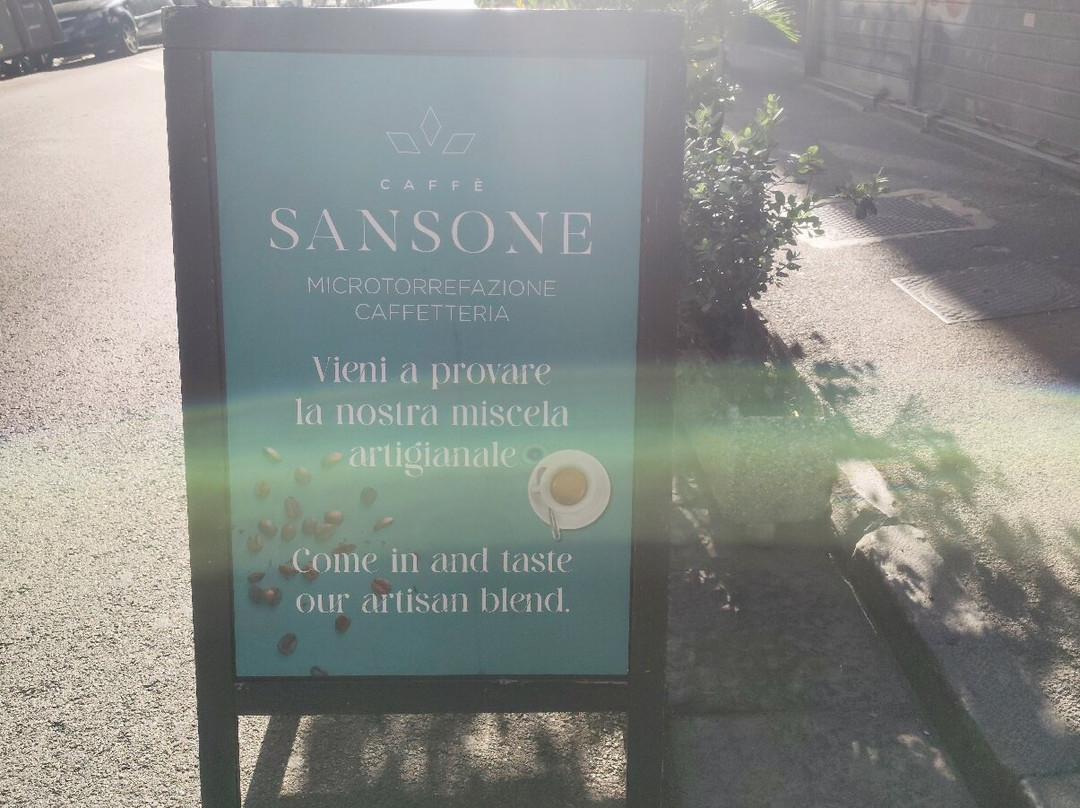 CAFFÈ
SANSONE
MICROTORREFAZIONE
CAFFETTERIA
Vieni a provare
la nostra miscela
artigianale
Come in and taste
our artisan blend.